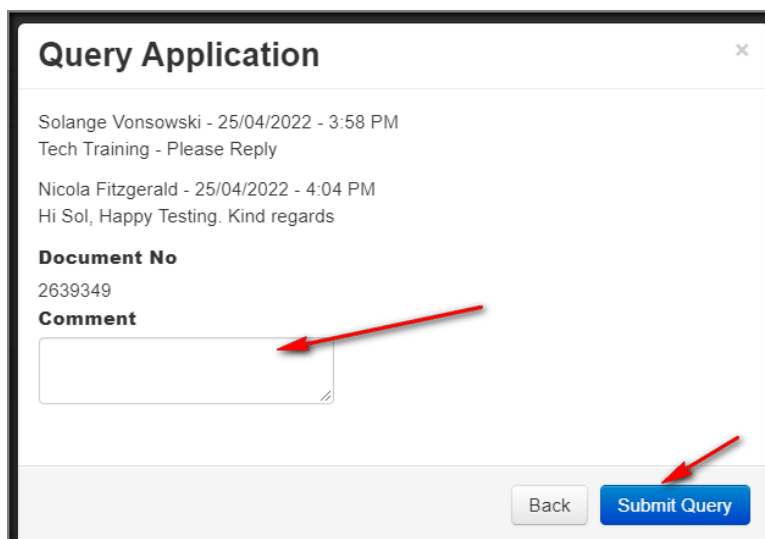 Query Application
×
Solange Vonsowski - 25/04/2022 - 3:58 PM
Tech Training - Please Reply
Nicola Fitzgerald - 25/04/2022 - 4:04 PM
Hi Sol, Happy Testing. Kind regards
Document No
2639349
Comment
Back
Submit Query